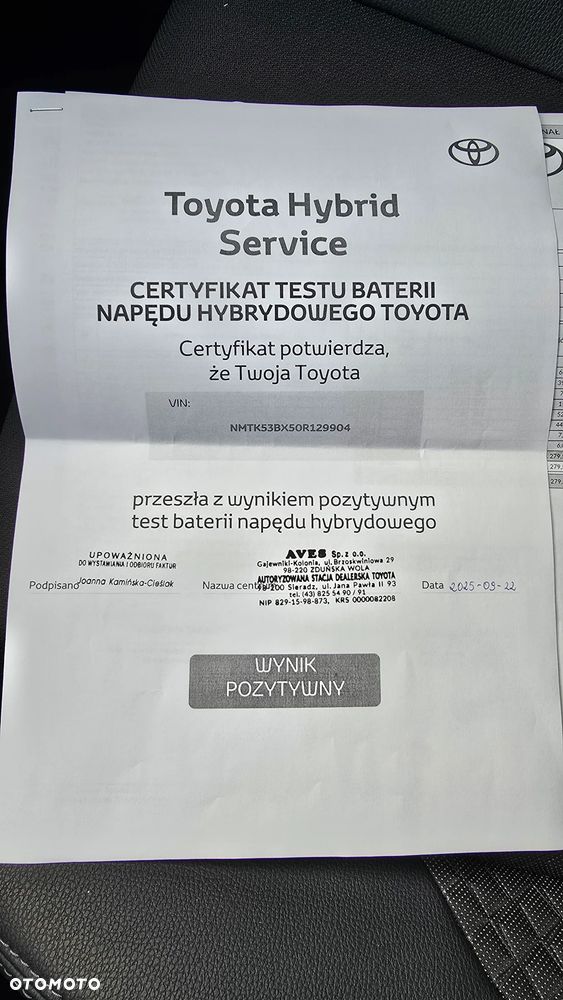 Toyota Hybrid
Service
CERTYFIKAT TESTU BATERII
NAPĘDU HYBRYDOWEGO TOYOTA
Certyfikat potwierdza,
że Twoja Toyota
VIN:
NMTK53BX50R129904
przeszła z wynikiem pozytywnym
test baterii napędu hybrydowego
UPOWAŻNIONA
DO WYSTAWIANIA I ODBIORU FAKTUR
Podpisano Joanna Kamińska-Cieślak
Nazwa centrum
AVES Sp. z o.o.
Gajewniki-Kolonia, ul. Brzoskwiniowa 29
98-220 ZDUŃSKA WOLA
AUTORYZOWANA STACJA DEALERSKA TOYOTA
98-200 Sieradz, ul. Jana Pawła II 93
tel. (43) 825 54 90 / 91
NIP 829-15-98-873, KRS 0000082208
Data 2025-09-22
WYNIK
POZYTYWNY
OTOMOTO